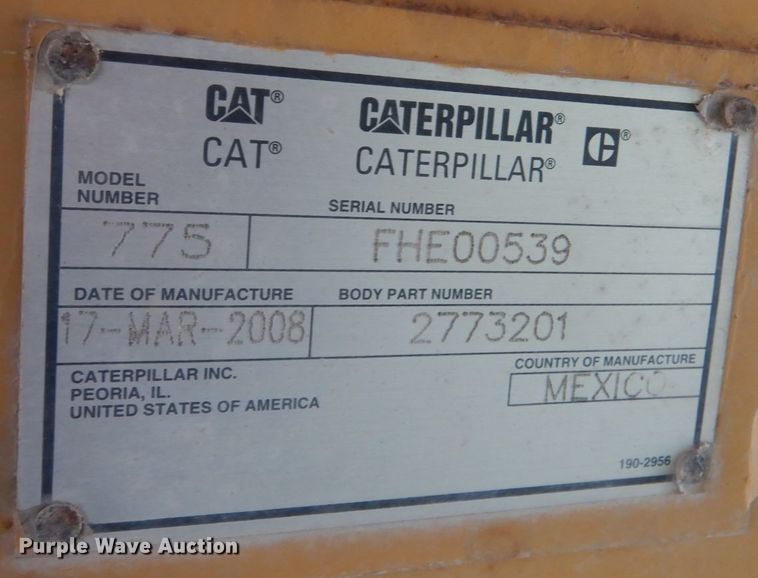 CAT® CATERPILLAR® ®
CAT® CATERPILLAR®
MODEL NUMBER
SERIAL NUMBER
775 FHE00539
DATE OF MANUFACTURE BODY PART NUMBER
17-MAR-2008 2773201
CATERPILLAR INC.
PEORIA, IL.
UNITED STATES OF AMERICA
COUNTRY OF MANUFACTURE
MEXICO
190-2956
Purple Wave Auction